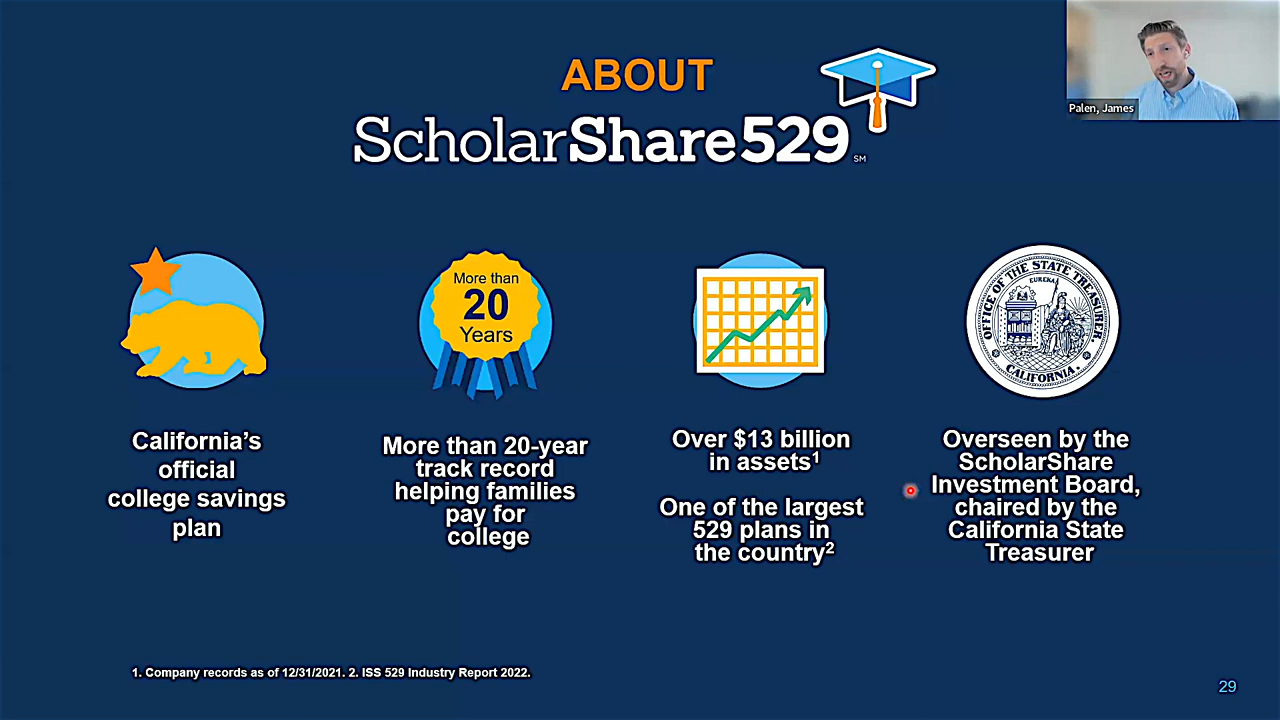 ABOUT
ScholarShare529 SM
Palen, James
More than
20
Years
OFFICE OF THE STATE TREASURER.
EUREKA
CALIFORNIA.
California’s
official
college savings
plan
More than 20-year
track record
helping families
pay for
college
Over $13 billion
in assets1
One of the largest
529 plans in
the country2
Overseen by the
ScholarShare
Investment Board,
chaired by the
California State
Treasurer
1. Company records as of 12/31/2021. 2. ISS 529 Industry Report 2022.
29